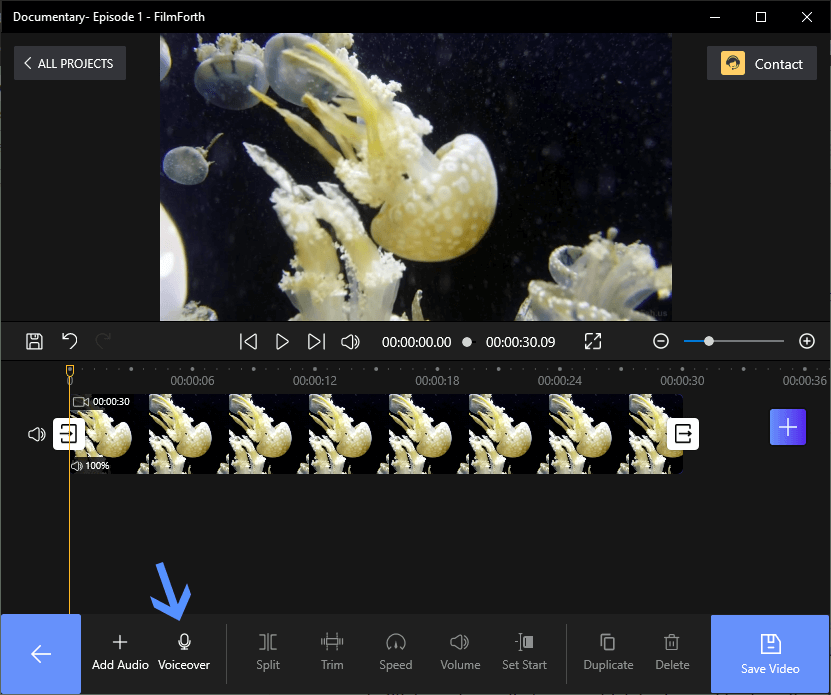 Documentary- Episode 1 - FilmForth
ALL PROJECTS
Contact
00:00:00.00
00:00:30.09
0
00:00:06
00:00:12
00:00:18
00:00:24
00:00:30
00:00:36
00:00:30
100%
Add Audio
Voiceover
Split
Trim
Speed
Volume
Set Start
Duplicate
Delete
Save Video